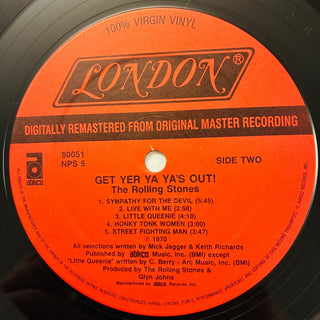 100% VIRGIN VINYL
LONDON®
DIGITALLY REMASTERED FROM ORIGINAL MASTER RECORDING
abkco
80051
NPS 5
SIDE TWO
GET YER YA YA'S OUT!
The Rolling Stones
1. SYMPATHY FOR THE DEVIL (5:45)
2. LIVE WITH ME (2:58)
3. LITTLE QUEENIE (4:10)
4. HONKY TONK WOMEN (3:00)
5. STREET FIGHTING MAN (3:47)
℗ 1970
All selections written by Mick Jagger & Keith Richards
Published by abkco Music, Inc. (BMI) except
"Little Queenie" written by C. Berry - Arc Music, Inc. (BMI)
Produced by The Rolling Stones &
Glyn Johns
Manufactured by abkco Records, Inc.